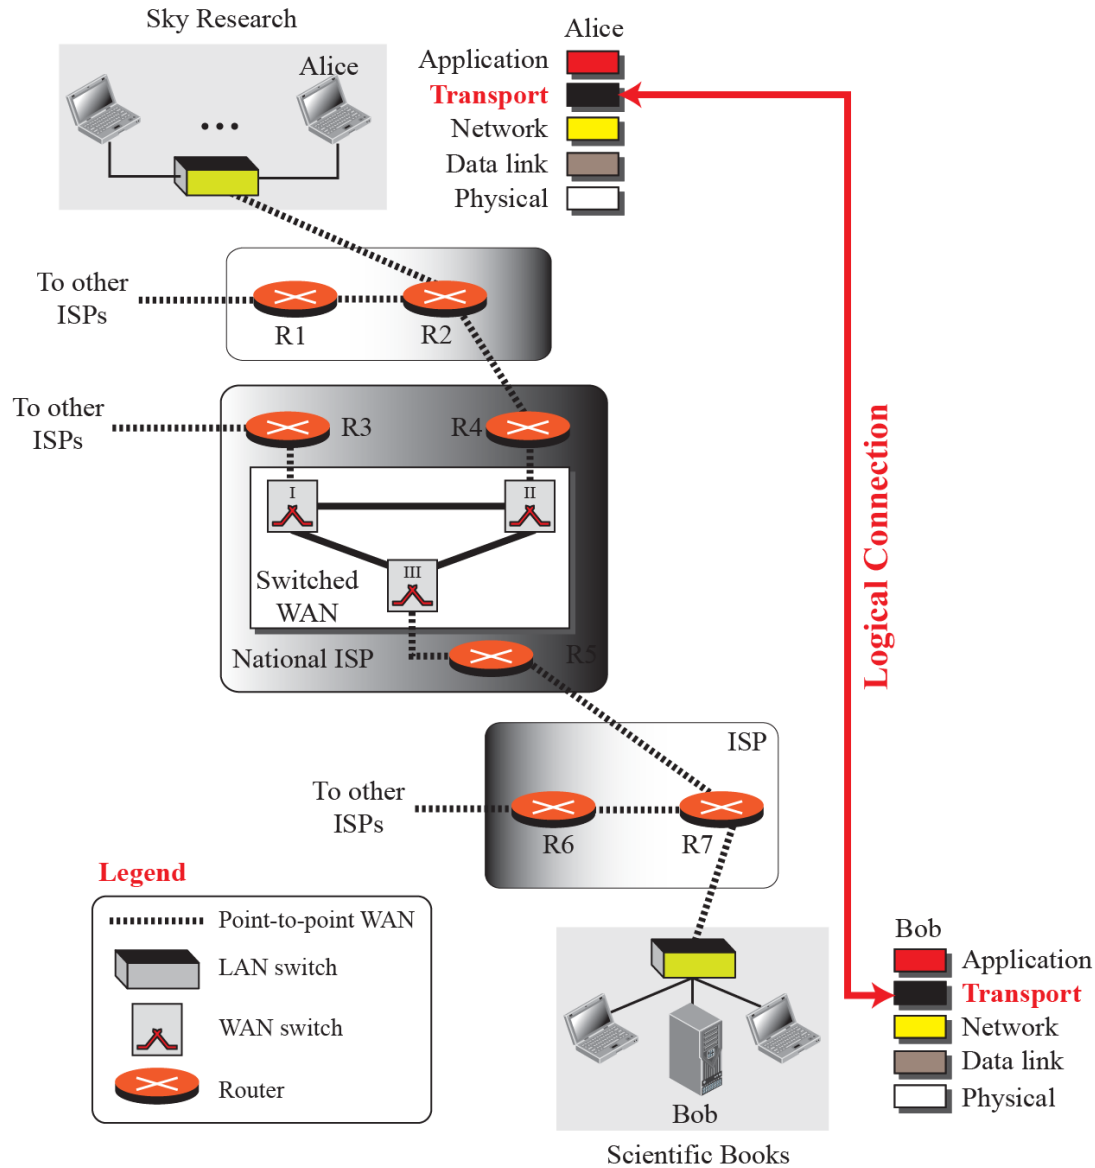 Sky Research
Alice
Alice
Application
Transport
Network
Data link
Physical
To other
ISPs
R1
R2
To other
ISPs
R3
R4
I
II
III
Switched
WAN
National ISP
R5
Logical Connection
ISP
To other
ISPs
R6
R7
Legend
Point-to-point WAN
LAN switch
WAN switch
Router
Bob
Application
Transport
Network
Data link
Physical
Bob
Scientific Books